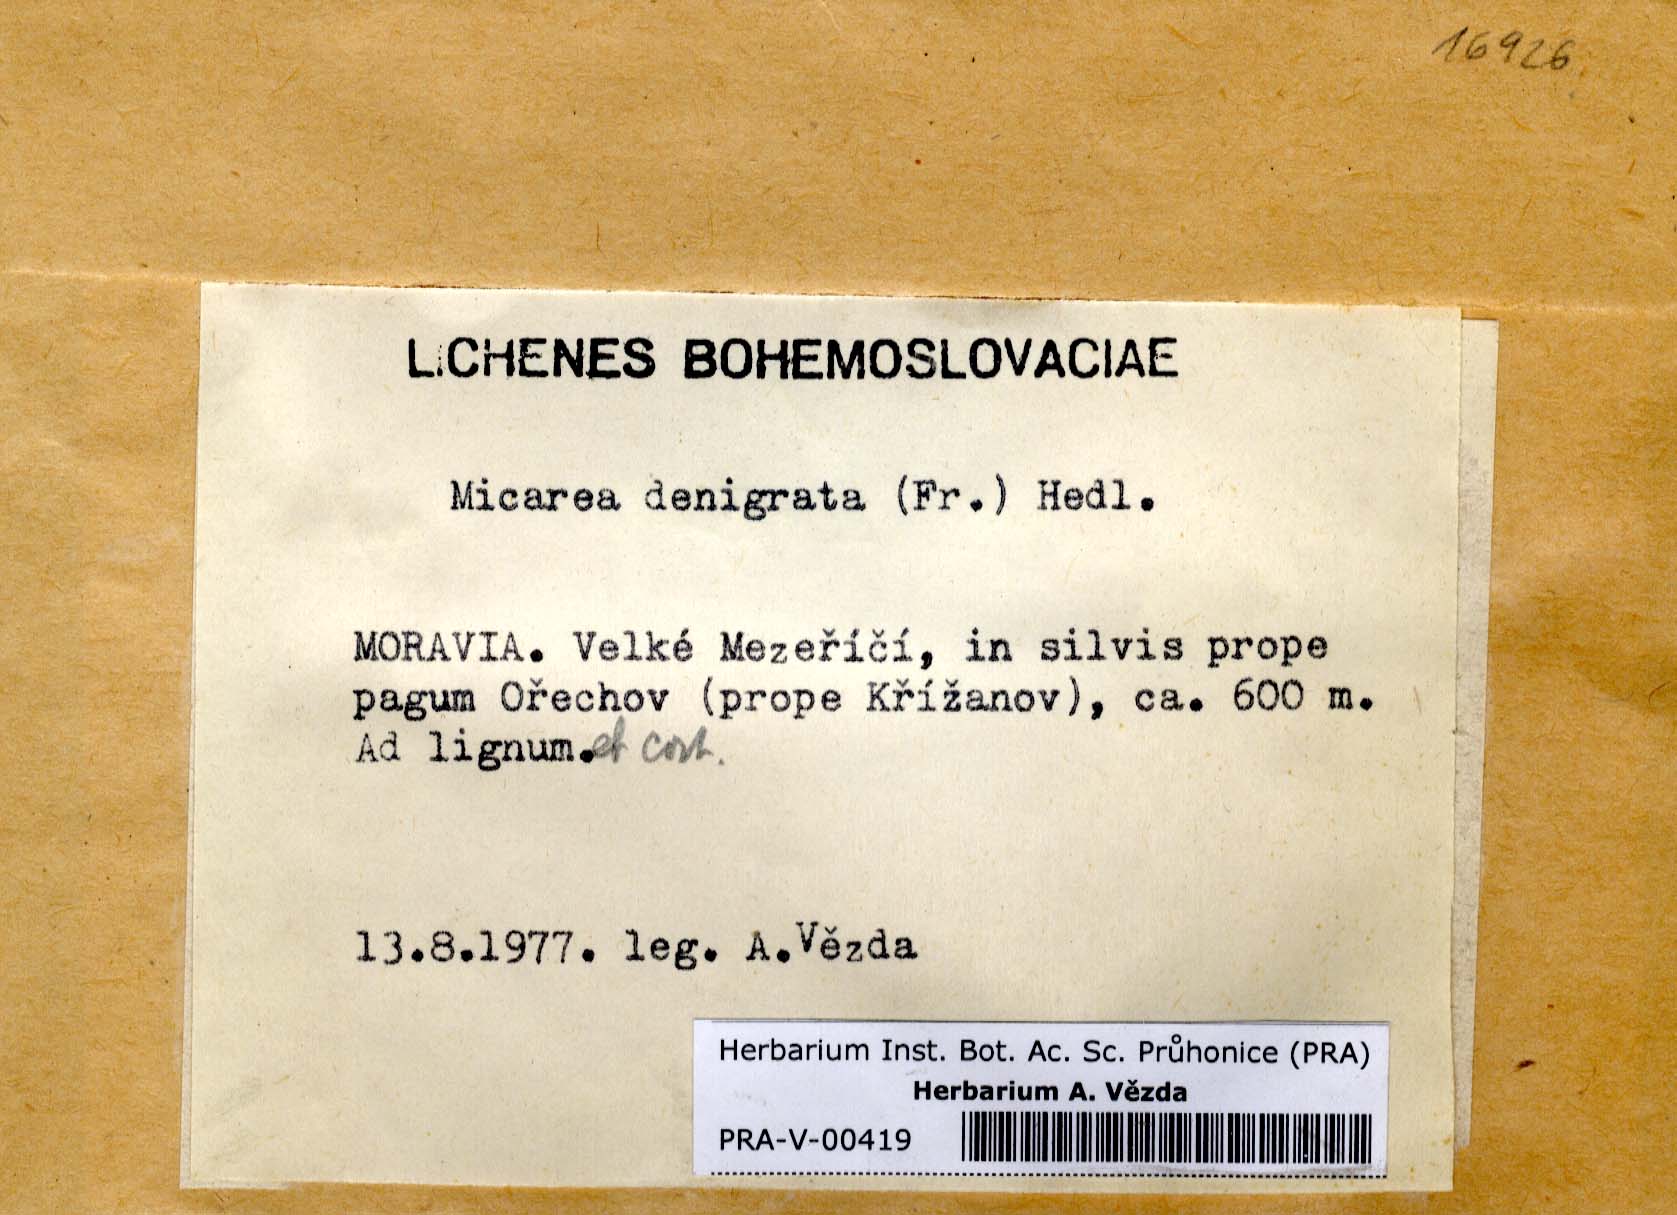 16926
LICHENES BOHEMOSLOVACIAE
Micarea denigrata (Fr.) Hedl.
MORAVIA. Velké Mezeříčí, in silvis prope
pagum Ořechov (prope Křížanov), ca. 600 m.
Ad lignum. et cort.
13.8.1977. leg. A.Vězda
Herbarium Inst. Bot. Ac. Sc. Průhonice (PRA)
Herbarium A. Vězda
PRA-V-00419